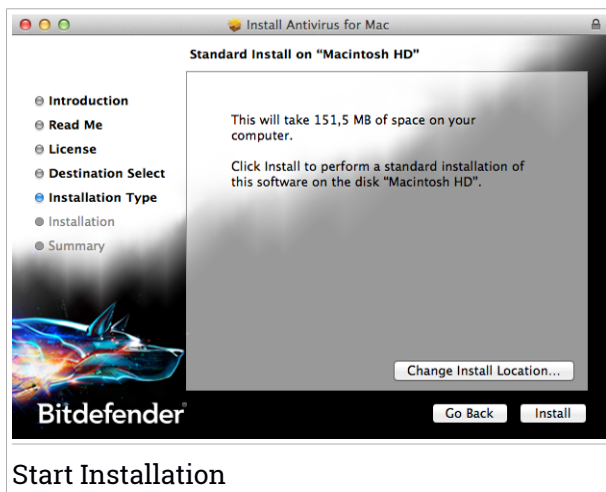 Install Antivirus for Mac
Standard Install on “Macintosh HD”
Introduction
Read Me
License
Destination Select
Installation Type
Installation
Summary
This will take 151,5 MB of space on your
computer.
Click Install to perform a standard installation of
this software on the disk “Macintosh HD”.
Change Install Location...
Bitdefender
Go Back
Install
Start Installation